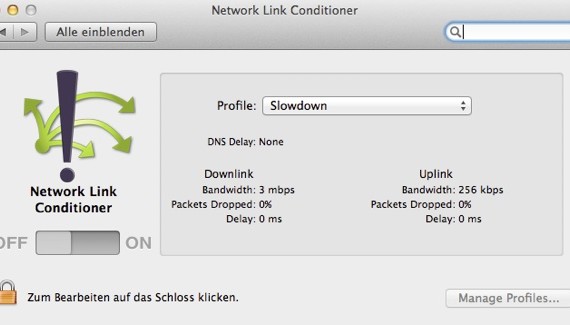 Network Link Conditioner
Alle einblenden
Profile: Slowdown
DNS Delay: None
Downlink
Bandwidth: 3 mbps
Packets Dropped: 0%
Delay: 0 ms
Uplink
Bandwidth: 256 kbps
Packets Dropped: 0%
Delay: 0 ms
Network Link
Conditioner
OFF ON
Zum Bearbeiten auf das Schloss klicken.
Manage Profiles...